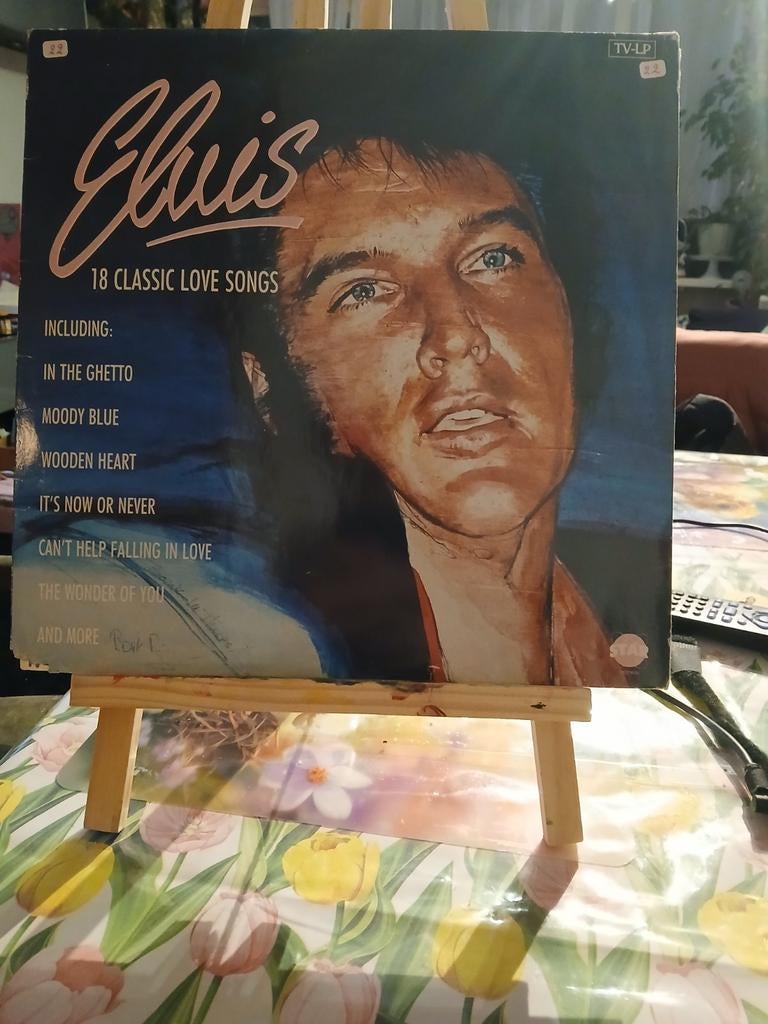 22
TV-LP
22
Elvis
18 CLASSIC LOVE SONGS
INCLUDING:
IN THE GHETTO
MOODY BLUE
WOODEN HEART
IT'S NOW OR NEVER
CAN'T HELP FALLING IN LOVE
THE WONDER OF YOU
AND MORE
STAR